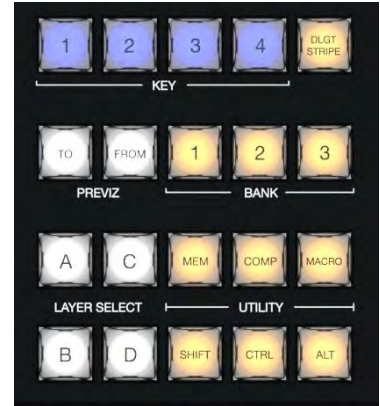 1 2 3 4 DLGT STRIPE
KEY
TO FROM 1 2 3
PREVIZ BANK
A C MEM COMP MACRO
LAYER SELECT UTILITY
B D SHIFT CTRL ALT